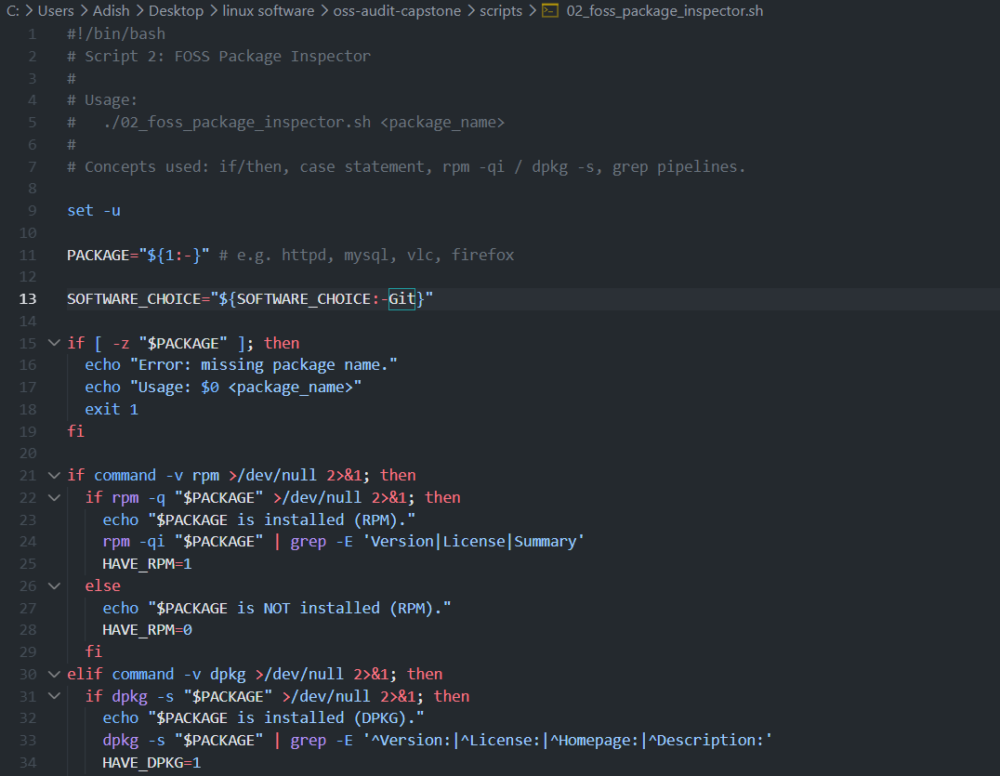 C: > Users > Adish > Desktop > linux software > oss-audit-capstone > scripts > 02_foss_package_inspector.sh
1 #!/bin/bash
2 # Script 2: FOSS Package Inspector
3 #
4 # Usage:
5 #   ./02_foss_package_inspector.sh <package_name>
6 #
7 # Concepts used: if/then, case statement, rpm -qi / dpkg -s, grep pipelines.
8
9 set -u
10
11 PACKAGE="${1:-}" # e.g. httpd, mysql, vlc, firefox
12
13 SOFTWARE_CHOICE="${SOFTWARE_CHOICE:-Git}"
14
15 if [ -z "$PACKAGE" ]; then
16   echo "Error: missing package name."
17   echo "Usage: $0 <package_name>"
18   exit 1
19 fi
20
21 if command -v rpm >/dev/null 2>&1; then
22   if rpm -q "$PACKAGE" >/dev/null 2>&1; then
23     echo "$PACKAGE is installed (RPM)."
24     rpm -qi "$PACKAGE" | grep -E 'Version|License|Summary'
25     HAVE_RPM=1
26   else
27     echo "$PACKAGE is NOT installed (RPM)."
28     HAVE_RPM=0
29   fi
30 elif command -v dpkg >/dev/null 2>&1; then
31   if dpkg -s "$PACKAGE" >/dev/null 2>&1; then
32     echo "$PACKAGE is installed (DPKG)."
33     dpkg -s "$PACKAGE" | grep -E '^Version:|^License:|^Homepage:|^Description:'
34     HAVE_DPKG=1